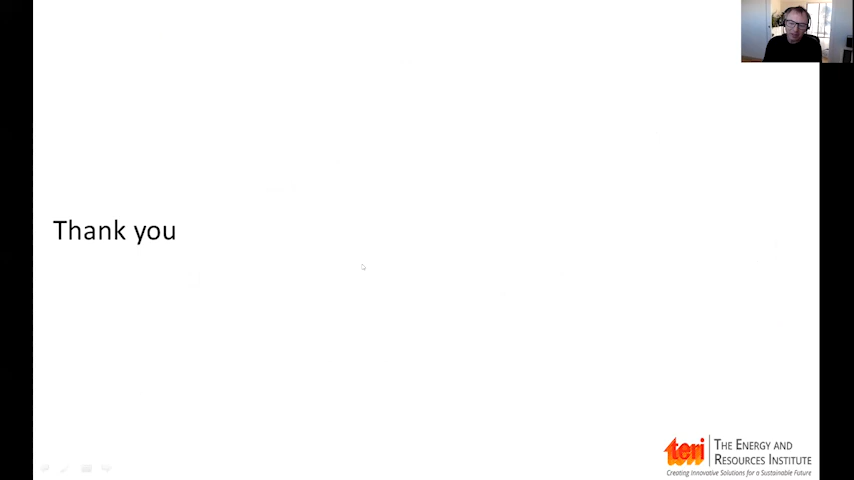 Thank you
teri
THE ENERGY AND
RESOURCES INSTITUTE
Creating Innovative Solutions for a Sustainable Future